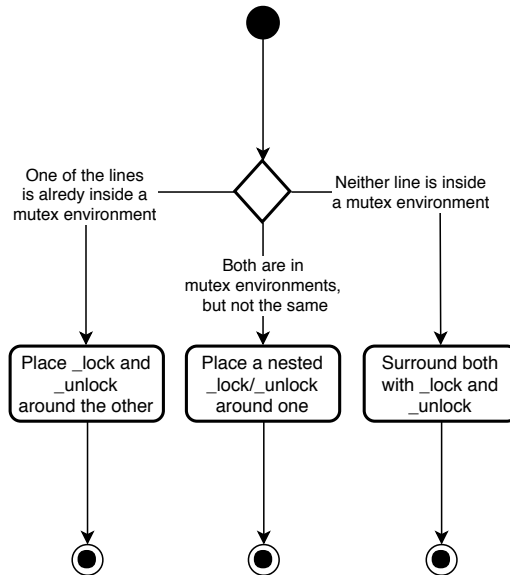 One of the lines
is alredy inside a
mutex environment
Neither line is inside
a mutex environment
Both are in
mutex environments,
but not the same
Place _lock and
_unlock
around the other
Place a nested
_lock/_unlock
around one
Surround both
with _lock and
_unlock